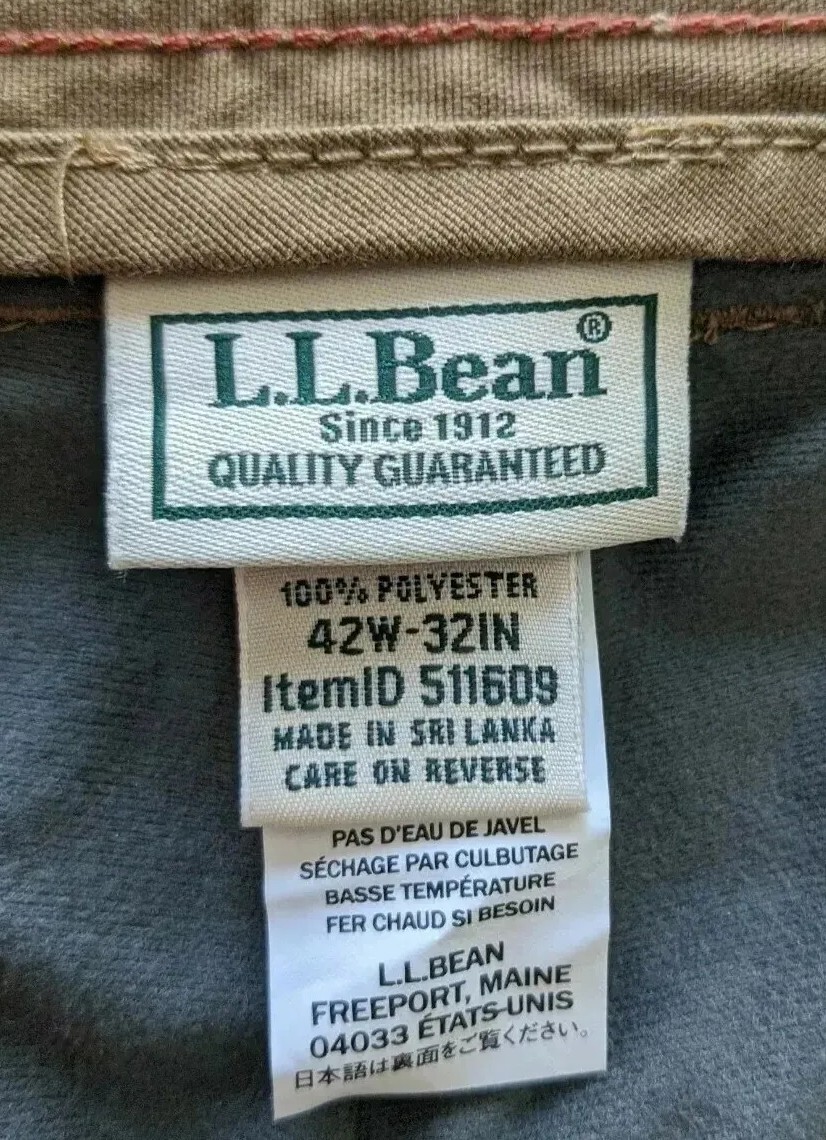 L.L.Bean®
Since 1912
QUALITY GUARANTEED
100% POLYESTER
42W-32IN
ItemID 511609
MADE IN SRI LANKA
CARE ON REVERSE
PAS D'EAU DE JAVEL
SÉCHAGE PAR CULBUTAGE
BASSE TEMPÉRATURE
FER CHAUD SI BESOIN
L.L.BEAN
FREEPORT, MAINE
04033 ÉTATS-UNIS
日本語は裏面をご覧ください。